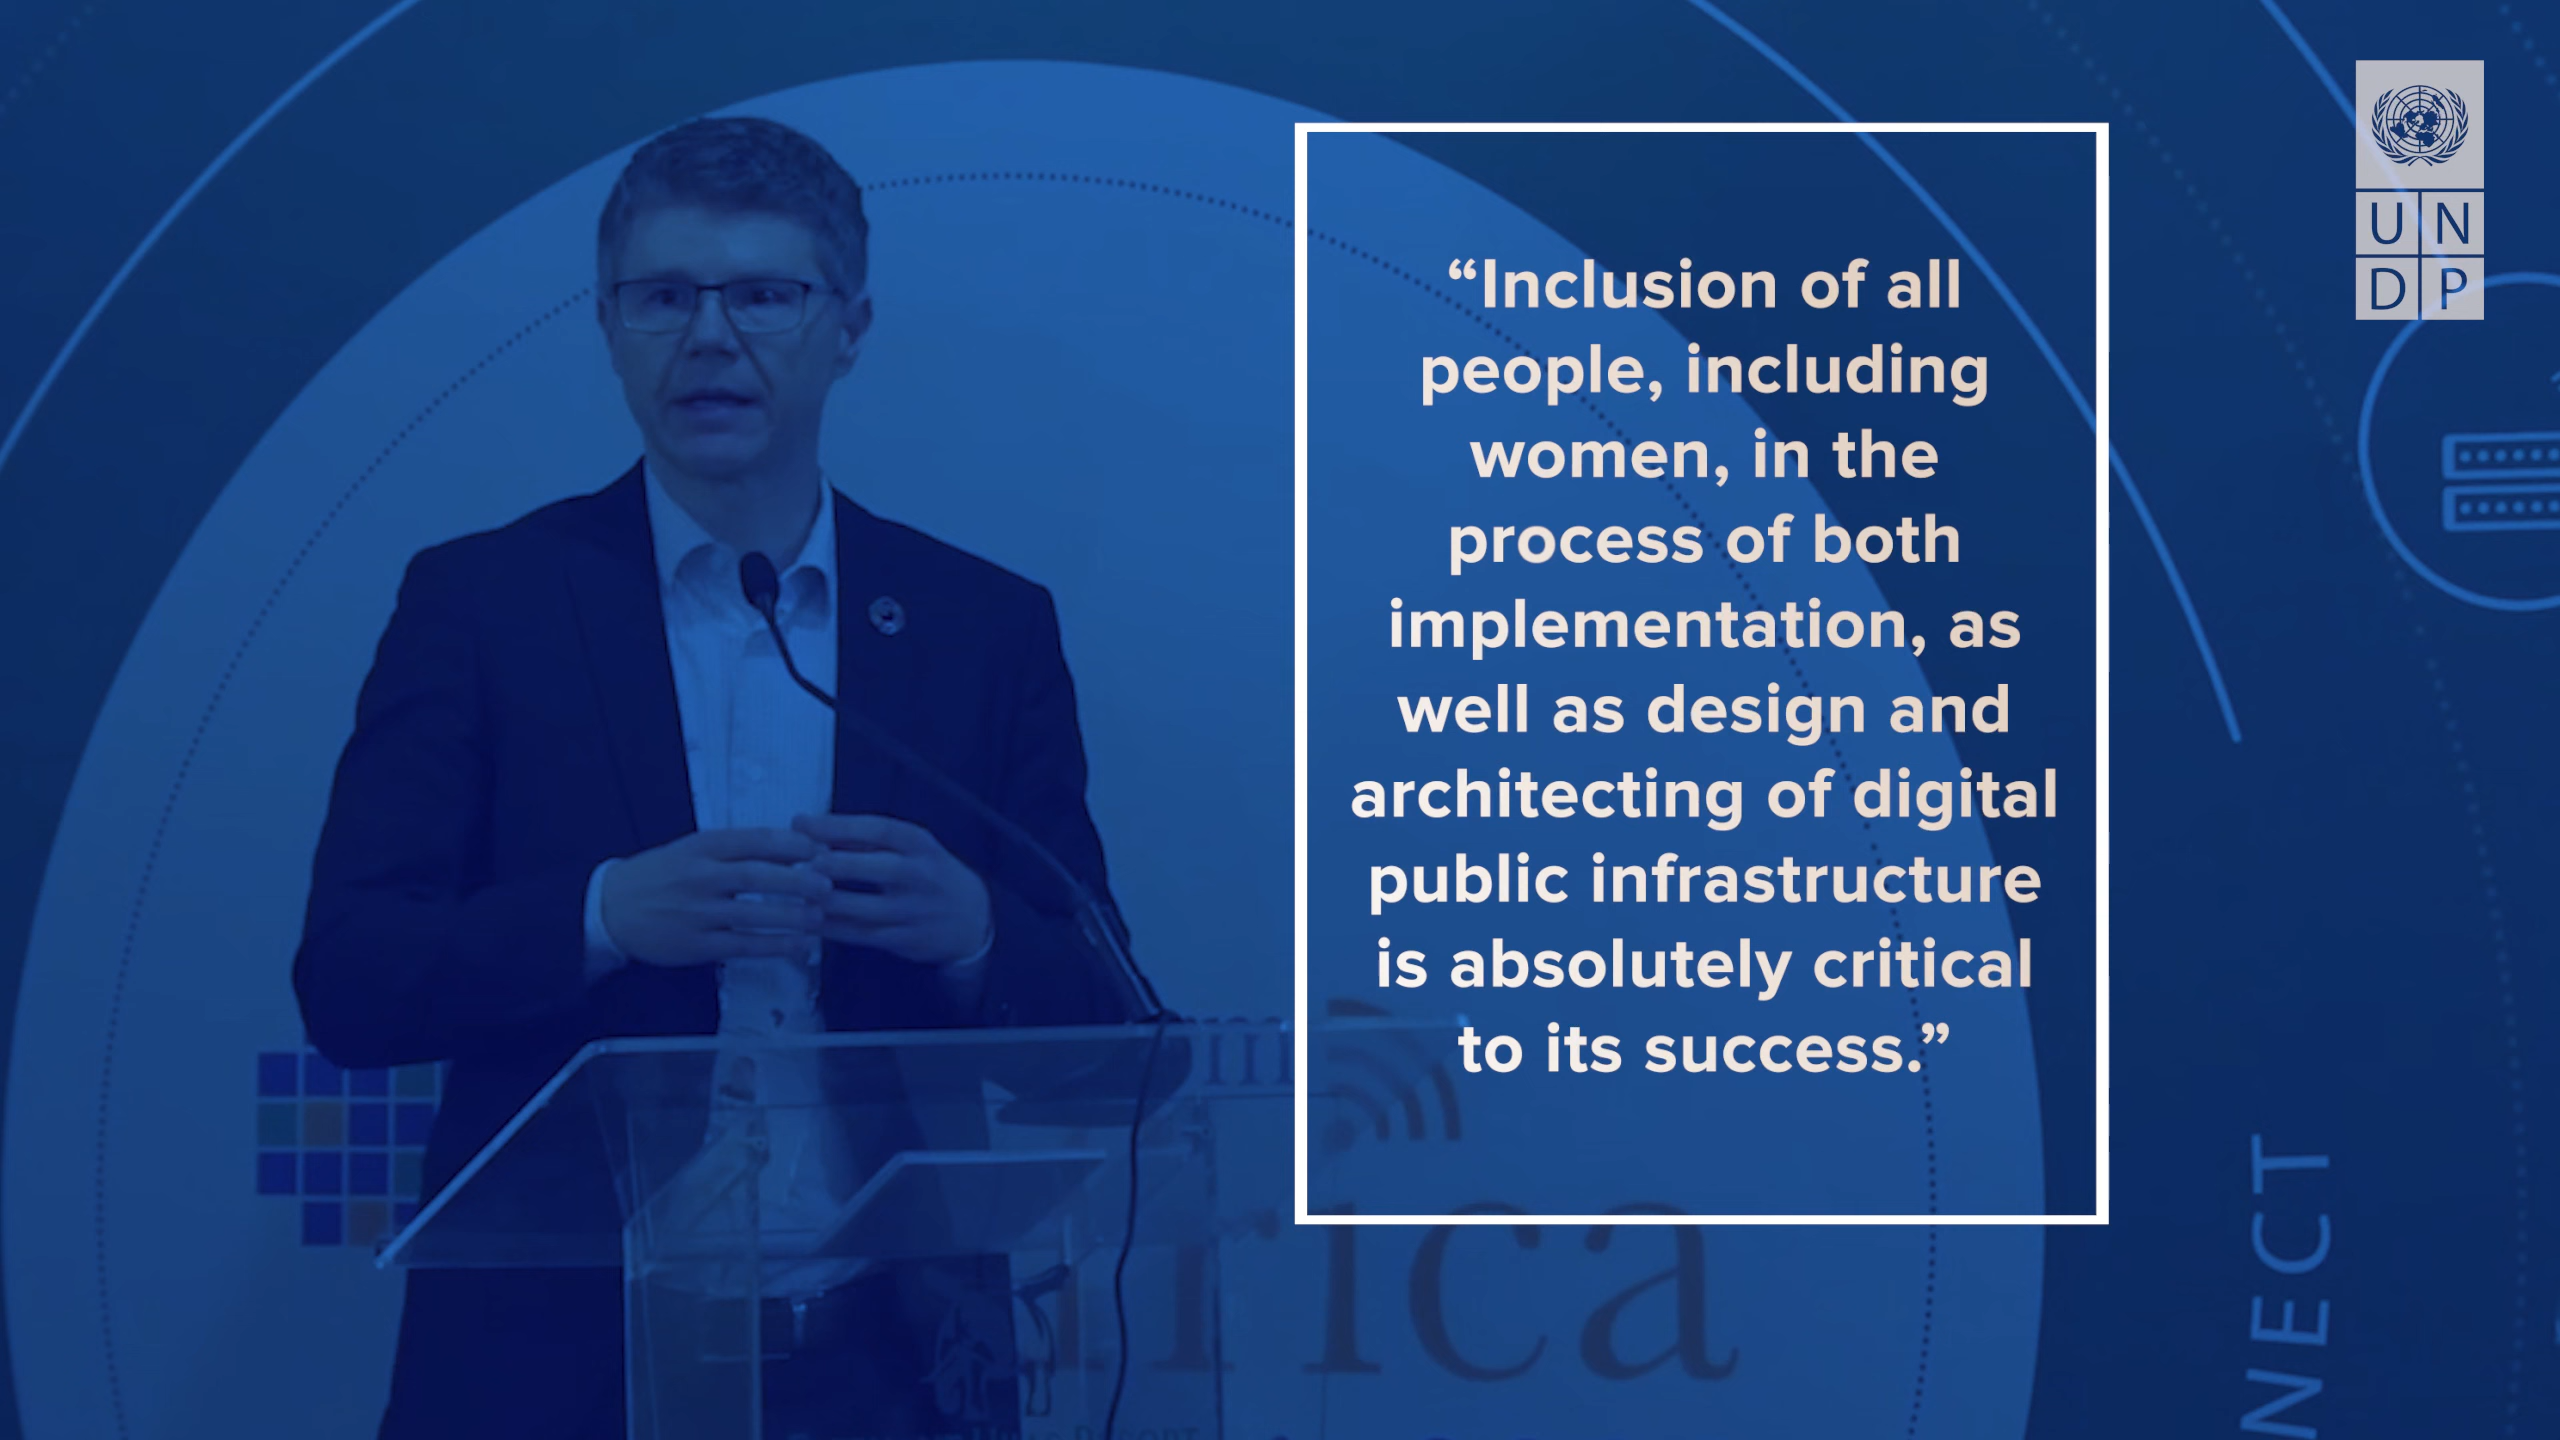 “Inclusion of all
people, including
women, in the
process of both
implementation, as
well as design and
architecting of digital
public infrastructure
is absolutely critical
to its success.”
U N
D P
rica
NECT